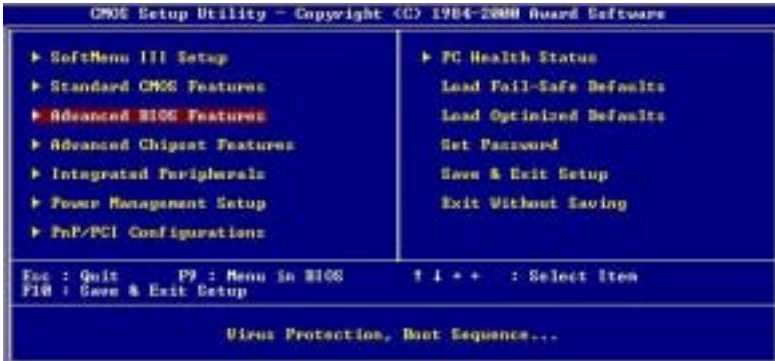 CMOS Setup Utility - Copyright (C) 1984-2000 Award Software
▶ SoftMenu III Setup
▶ Standard CMOS Features
▶ Advanced BIOS Features
▶ Advanced Chipset Features
▶ Integrated Peripherals
▶ Power Management Setup
▶ PnP/PCI Configurations
▶ PC Health Status
Load Fail-Safe Defaults
Load Optimized Defaults
Set Password
Save & Exit Setup
Exit Without Saving
Esc : Quit F9 : Menu in BIOS ↑ ↓ → ← : Select Item
F10 : Save & Exit Setup
Virus Protection, Boot Sequence...